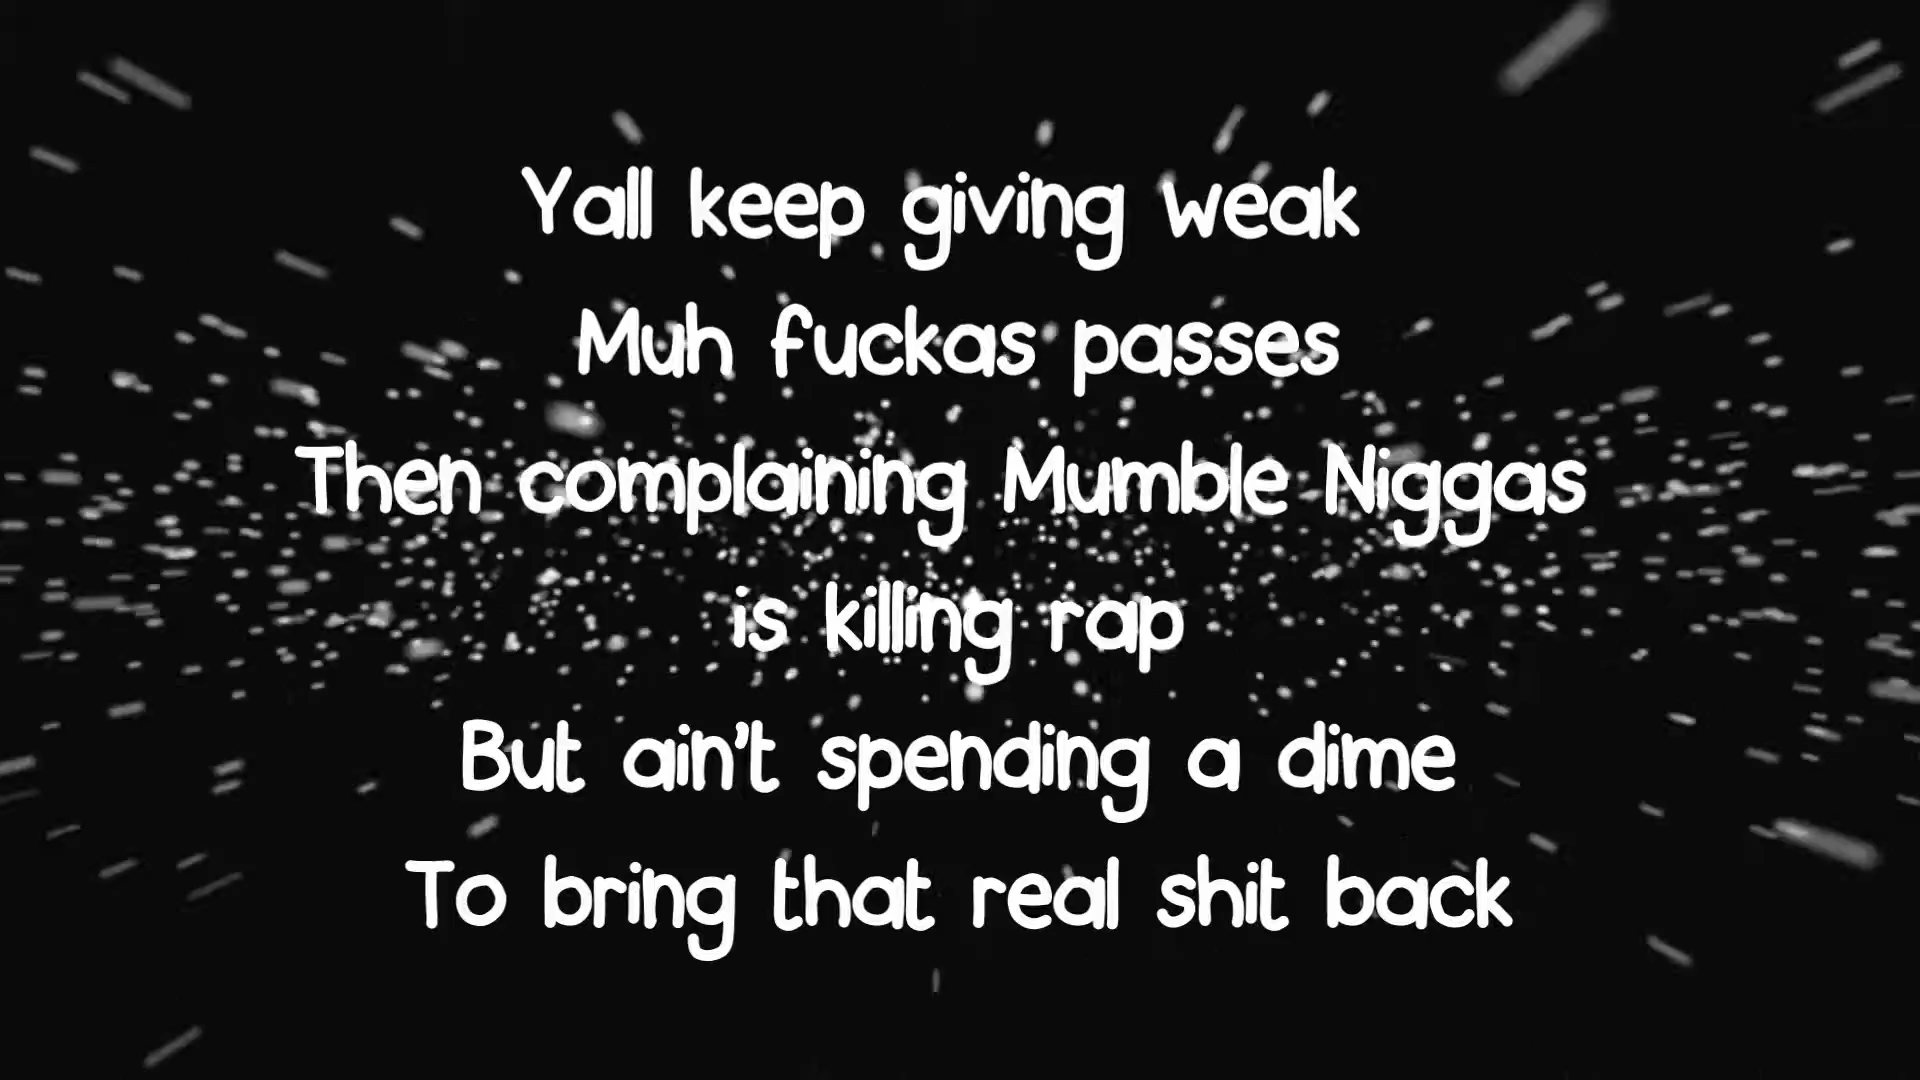 Yall keep giving weak
Muh fuckas passes
Then complaining Mumble Niggas
is killing rap
But ain't spending a dime
To bring that real shit back